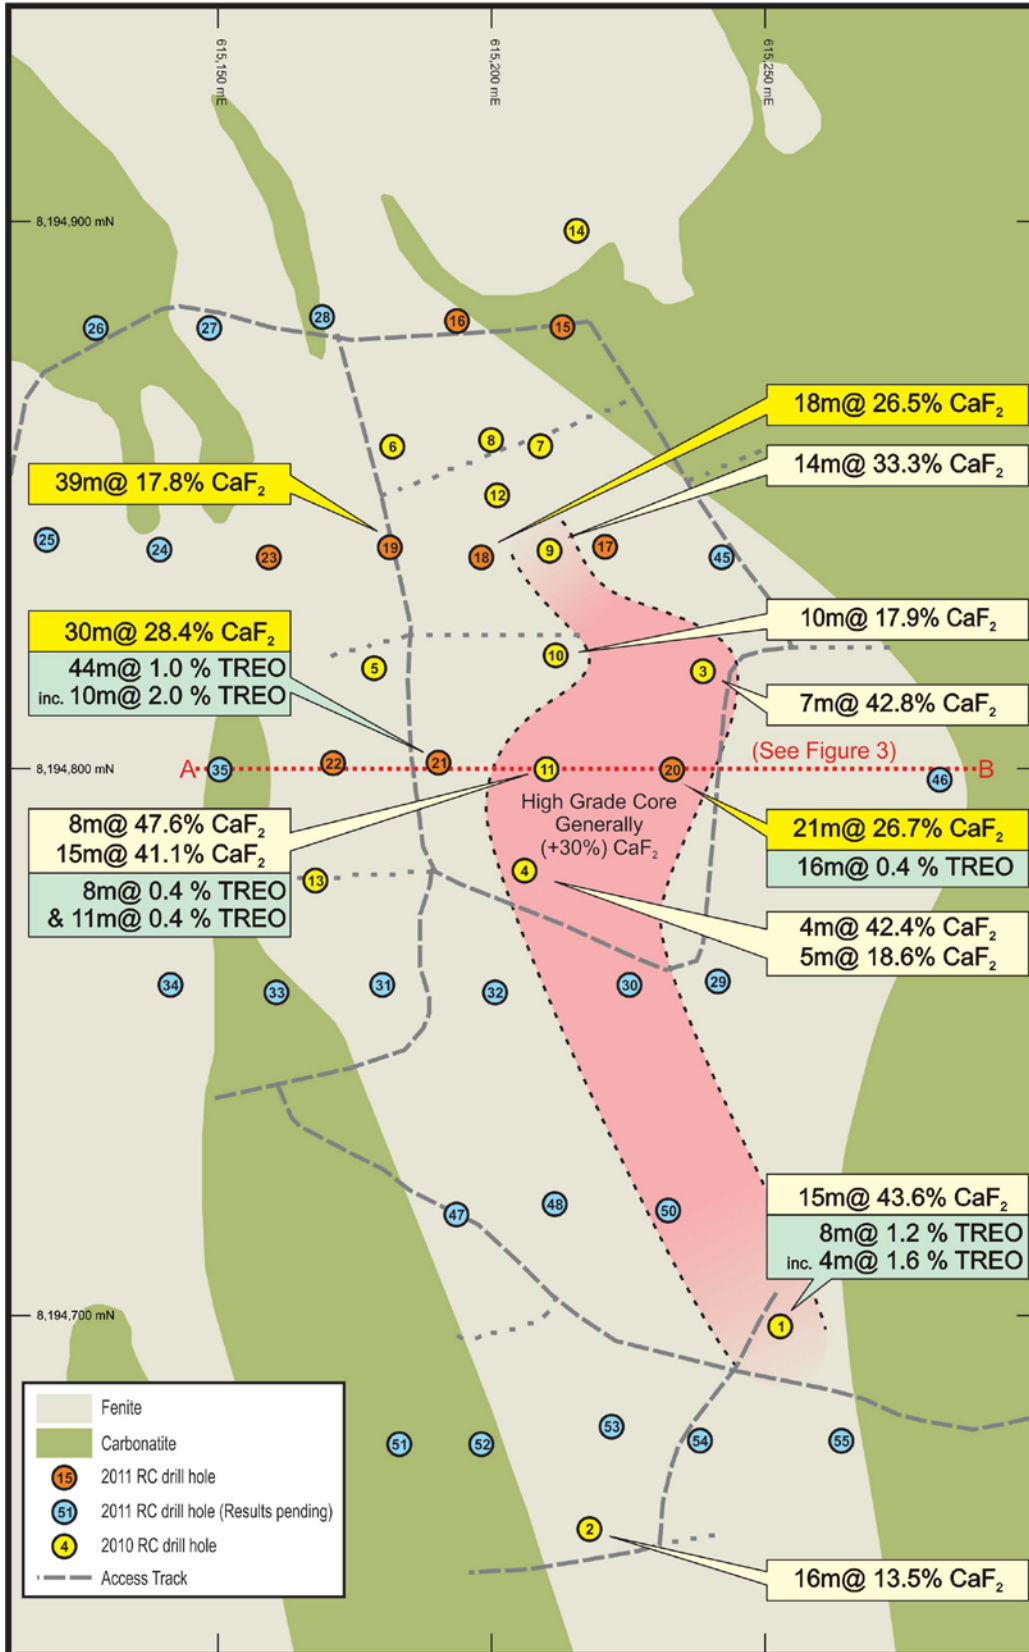 615,150 mE
615,200 mE
615,250 mE
8,194,900 mN
14
26
27
28
16
15
18m@ 26.5% CaF₂
6
8
7
14m@ 33.3% CaF₂
39m@ 17.8% CaF₂
12
25
24
23
19
18
9
17
45
10m@ 17.9% CaF₂
30m@ 28.4% CaF₂
44m@ 1.0 % TREO
inc. 10m@ 2.0 % TREO
5
10
3
7m@ 42.8% CaF₂
(See Figure 3)
8,194,800 mN
A
35
22
21
11
20
46
B
High Grade Core
Generally
(+30%) CaF₂
8m@ 47.6% CaF₂
15m@ 41.1% CaF₂
8m@ 0.4 % TREO
& 11m@ 0.4 % TREO
21m@ 26.7% CaF₂
16m@ 0.4 % TREO
13
4
4m@ 42.4% CaF₂
5m@ 18.6% CaF₂
34
33
31
32
30
29
47
48
50
15m@ 43.6% CaF₂
8m@ 1.2 % TREO
inc. 4m@ 1.6 % TREO
8,194,700 mN
1
51
52
53
54
55
2
16m@ 13.5% CaF₂
Fenite
Carbonatite
15 2011 RC drill hole
51 2011 RC drill hole (Results pending)
4 2010 RC drill hole
Access Track